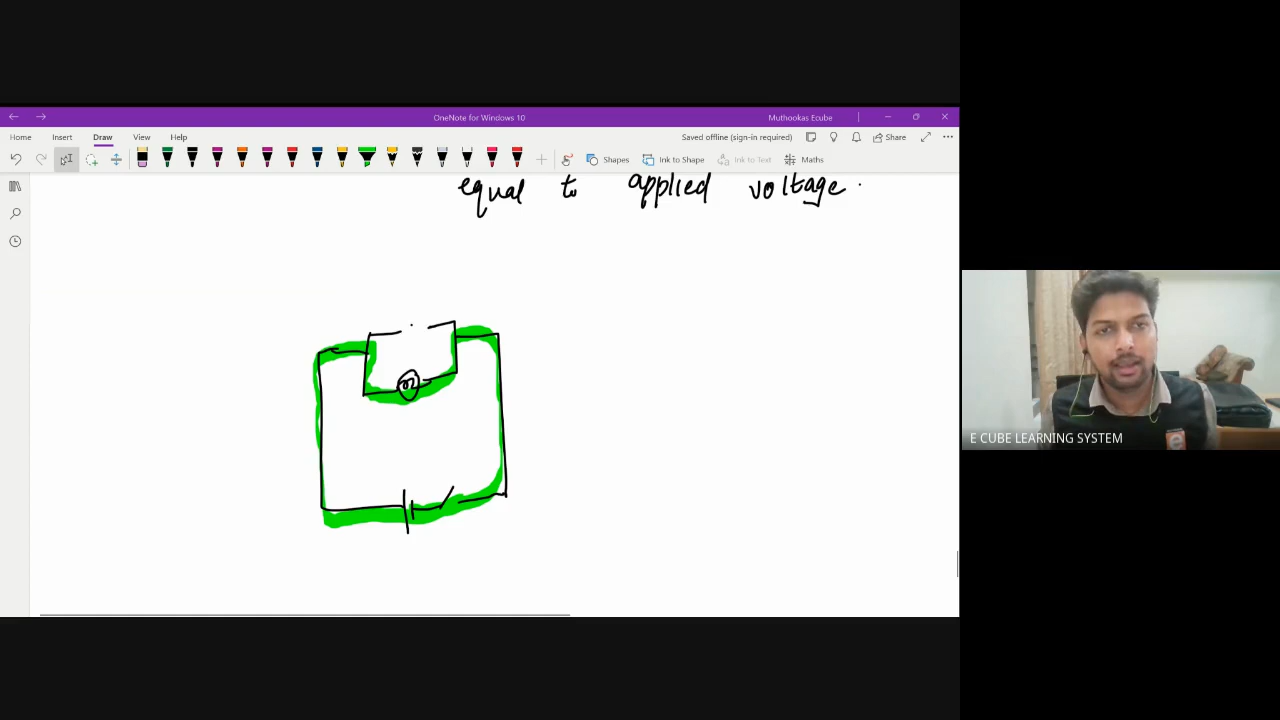 OneNote for Windows 10
Muthookas Ecube
Home Insert Draw View Help
Saved offline (sign-in required)
Share
Shapes
Ink to Shape
Ink to Text
Maths
equal to applied voltage.
E CUBE LEARNING SYSTEM